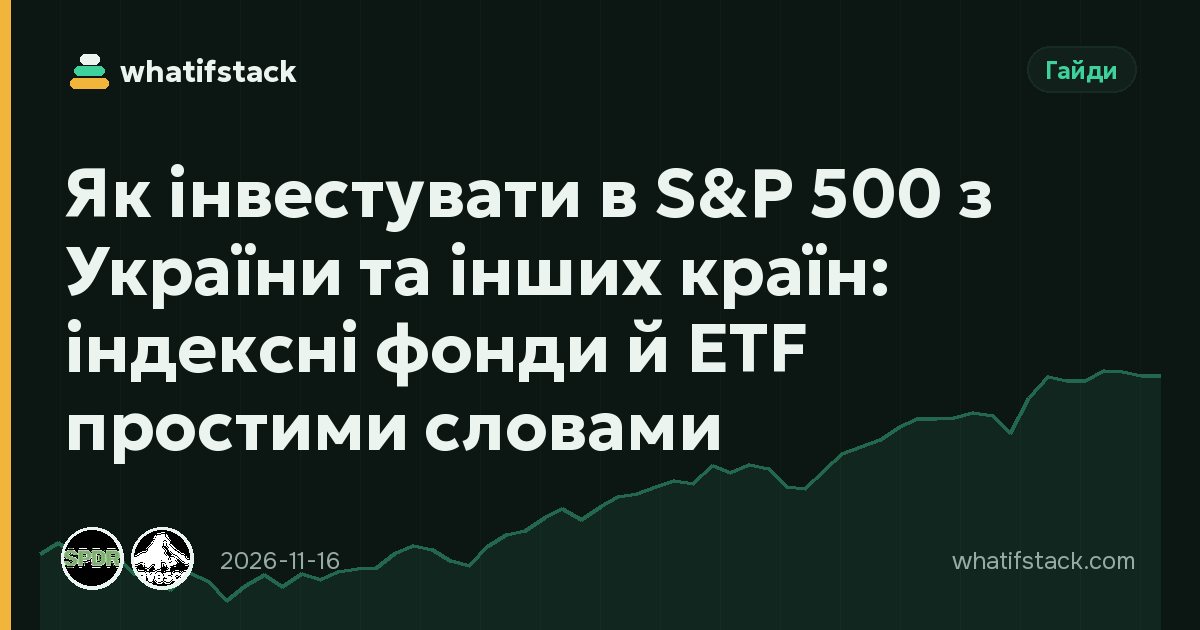 whatifstack
Гайди
Як інвестувати в S&P 500 з
України та інших країн:
індексні фонди й ETF
простими словами
SPDR
2026-11-16
whatifstack.com